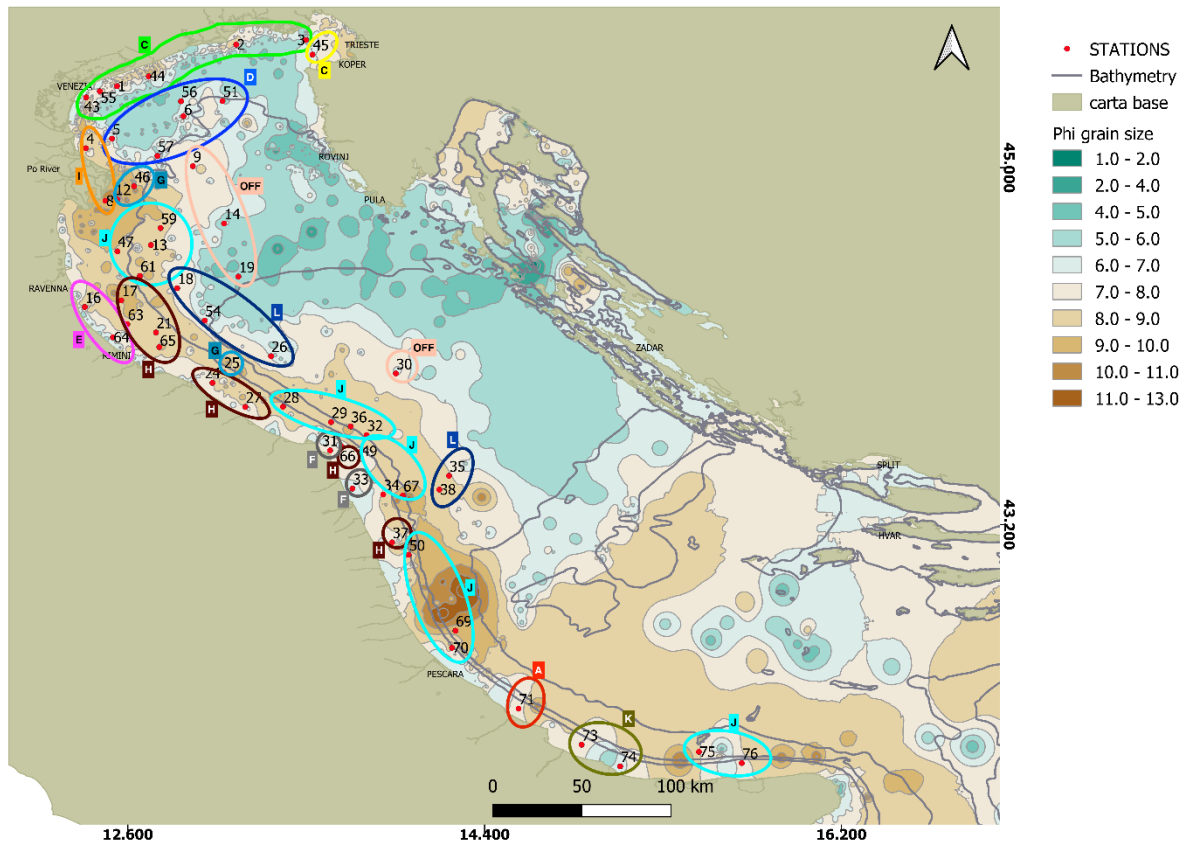 C
2
3
45
TRIESTE
KOPER
C
VENEZIA
44
1
55
43
D
56
6
51
5
57
4
Po River
I
8
12
46
G
9
OFF
14
19
ROVINJ
PULA
59
J
47
13
61
18
RAVENNA
16
17
63
64
21
65
E
RIMINI
H
54
L
26
G
25
OFF
30
ZADAR
24
27
H
28
J
29
36
32
31
F
66
H
49
J
33
F
34
67
L
35
38
37
H
50
J
69
70
PESCARA
SPLIT
HVAR
A
71
K
73
74
J
75
76
0 50 100 km
12.600
14.400
16.200
45.000
43.200
STATIONS
Bathymetry
carta base
Phi grain size
1.0 - 2.0
2.0 - 4.0
4.0 - 5.0
5.0 - 6.0
6.0 - 7.0
7.0 - 8.0
8.0 - 9.0
9.0 - 10.0
10.0 - 11.0
11.0 - 13.0